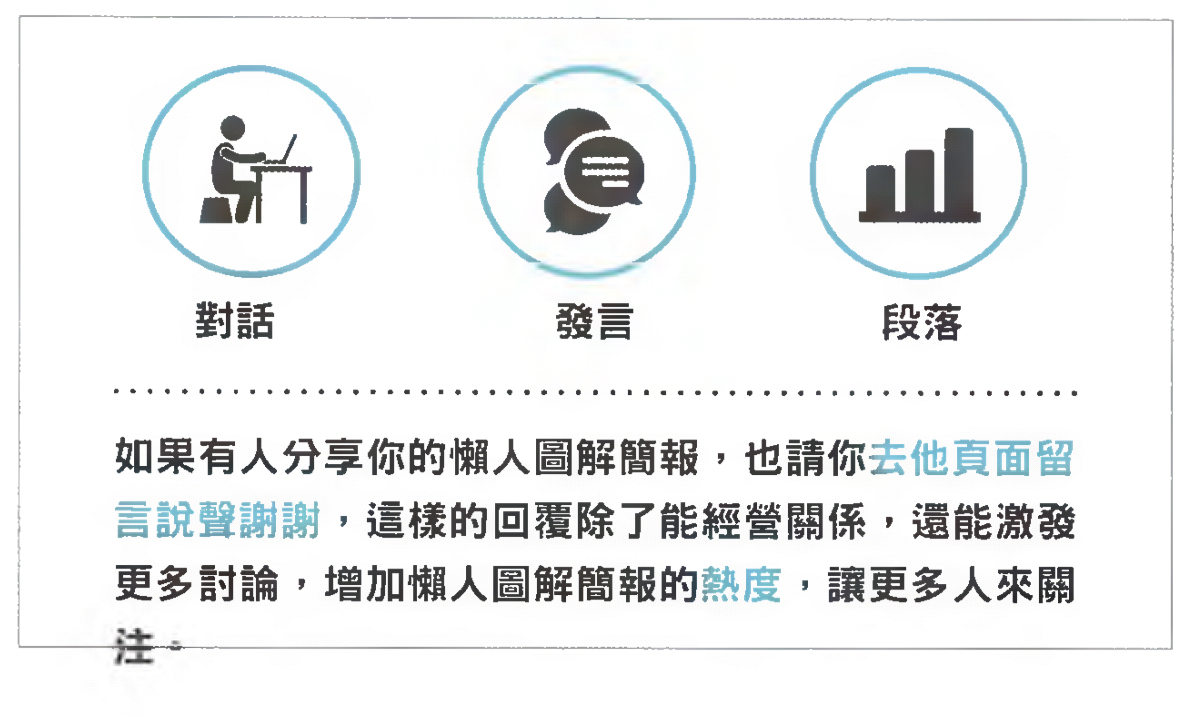 對話 發言 段落
如果有人分享你的懶人圖解簡報，也請你去他頁面留
言說聲謝謝，這樣的回覆除了能經營關係，還能激發
更多討論，增加懶人圖解簡報的熱度，讓更多人來關
注。